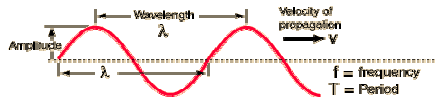 Wavelength
λ
Velocity of
propagation
V
Amplitude
λ
f = frequency
T = Period